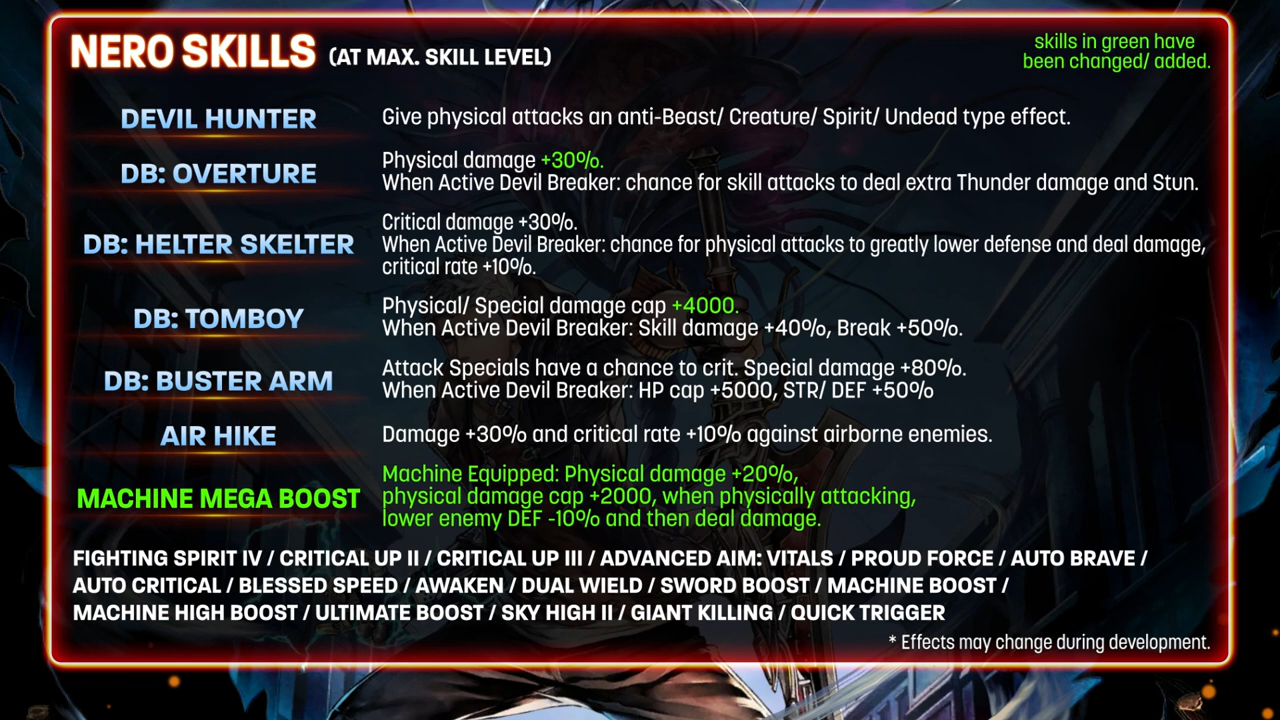 NERO SKILLS (AT MAX. SKILL LEVEL)
skills in green have
been changed/ added.
DEVIL HUNTER
Give physical attacks an anti-Beast/ Creature/ Spirit/ Undead type effect.
DB: OVERTURE
Physical damage +30%.
When Active Devil Breaker: chance for skill attacks to deal extra Thunder damage and Stun.
DB: HELTER SKELTER
Critical damage +30%.
When Active Devil Breaker: chance for physical attacks to greatly lower defense and deal damage,
critical rate +10%.
DB: TOMBOY
Physical/ Special damage cap +4000.
When Active Devil Breaker: Skill damage +40%, Break +50%.
DB: BUSTER ARM
Attack Specials have a chance to crit. Special damage +80%.
When Active Devil Breaker: HP cap +5000, STR/ DEF +50%
AIR HIKE
Damage +30% and critical rate +10% against airborne enemies.
MACHINE MEGA BOOST
Machine Equipped: Physical damage +20%,
physical damage cap +2000, when physically attacking,
lower enemy DEF -10% and then deal damage.
FIGHTING SPIRIT IV / CRITICAL UP II / CRITICAL UP III / ADVANCED AIM: VITALS / PROUD FORCE / AUTO BRAVE /
AUTO CRITICAL / BLESSED SPEED / AWAKEN / DUAL WIELD / SWORD BOOST / MACHINE BOOST /
MACHINE HIGH BOOST / ULTIMATE BOOST / SKY HIGH II / GIANT KILLING / QUICK TRIGGER
* Effects may change during development.